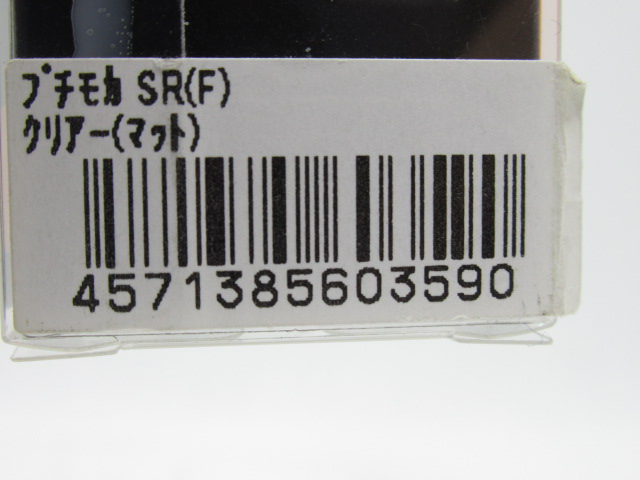 ﾌﾟﾁﾓｶ SR(F)
ｸﾘｱｰ(ﾏｯﾄ)
4571385603590